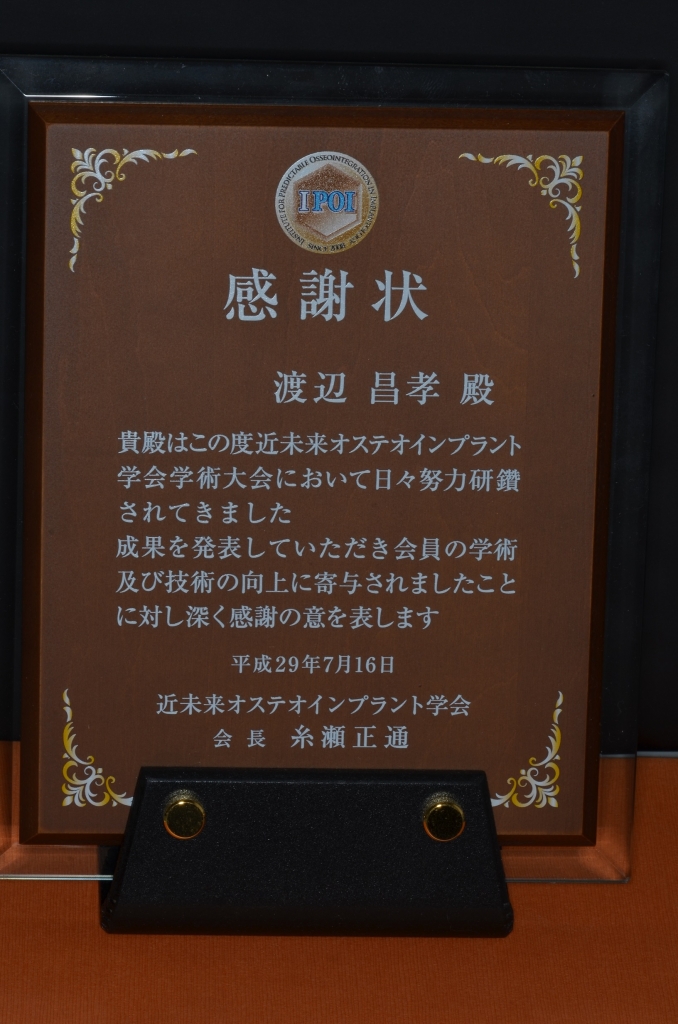 INSTITUTE FOR PREDICTABLE OSSEOINTEGRATION IN
SINCE
IPOI
感謝状
渡辺 昌孝 殿
貴殿はこの度近未来オステオインプラント
学会学術大会において日々努力研鑽
されてきました
成果を発表していただき会員の学術
及び技術の向上に寄与されましたこと
に対し深く感謝の意を表します
平成29年7月16日
近未来オステオインプラント学会
会長 糸瀬正通